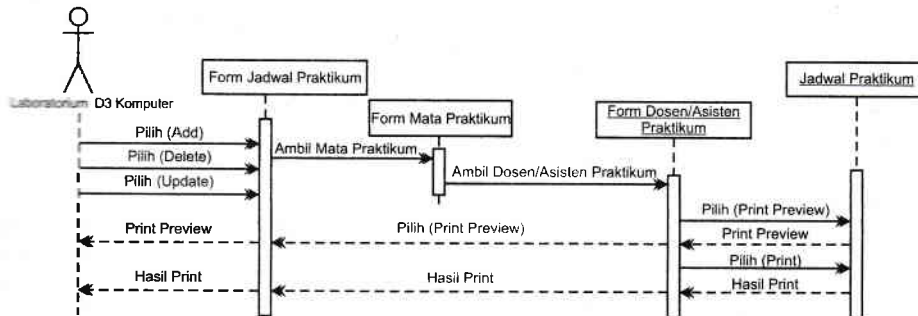 Form Jadwal Praktikum
Jadwal Praktikum
Laboratorium D3 Komputer
Form Mata Praktikum
Form Dosen/Asisten
Praktikum
Pilih (Add)
Ambil Mata Praktikum
Pilih (Delete)
Ambil Dosen/Asisten Praktikum
Pilih (Update)
Pilih (Print Preview)
Print Preview
Pilih (Print Preview)
Print Preview
Pilih (Print)
Hasil Print
Hasil Print
Hasil Print